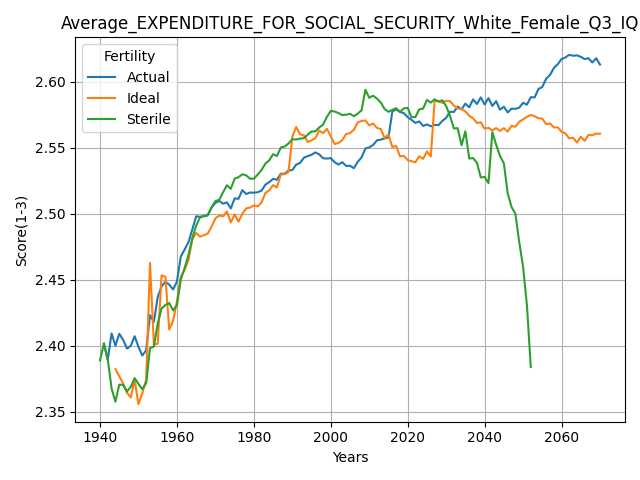 Average_EXPENDITURE_FOR_SOCIAL_SECURITY_White_Female_Q3_IQ
Fertility
Actual
Ideal
Sterile
Score(1-3)
2.60
2.55
2.50
2.45
2.40
2.35
1940 1960 1980 2000 2020 2040 2060
Years